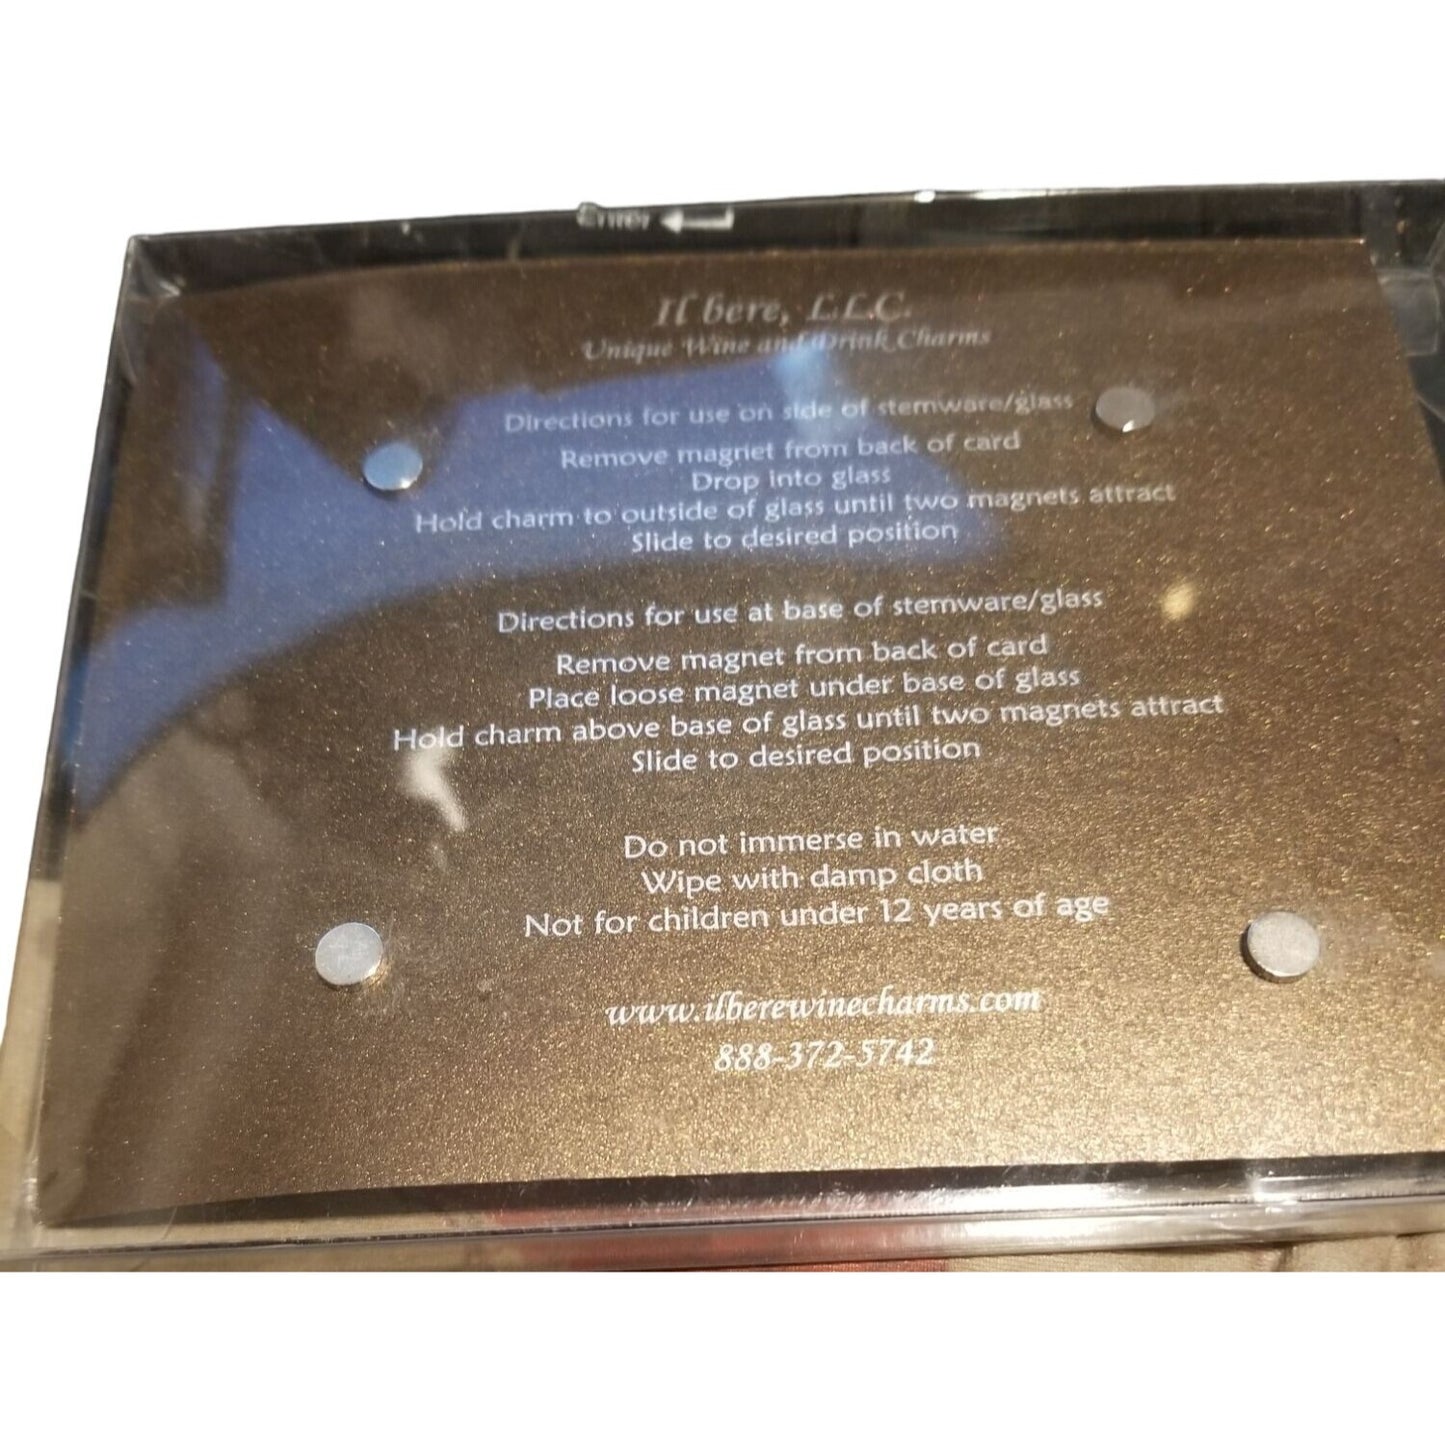 Enter
Il bere, L.L.C.
Unique Wine and Drink Charms
Directions for use on side of stemware/glass
Remove magnet from back of card
Drop into glass
Hold charm to outside of glass until two magnets attract
Slide to desired position
Directions for use at base of stemware/glass
Remove magnet from back of card
Place loose magnet under base of glass
Hold charm above base of glass until two magnets attract
Slide to desired position
Do not immerse in water
Wipe with damp cloth
Not for children under 12 years of age
www.ilberewinecharms.com
888-372-5742